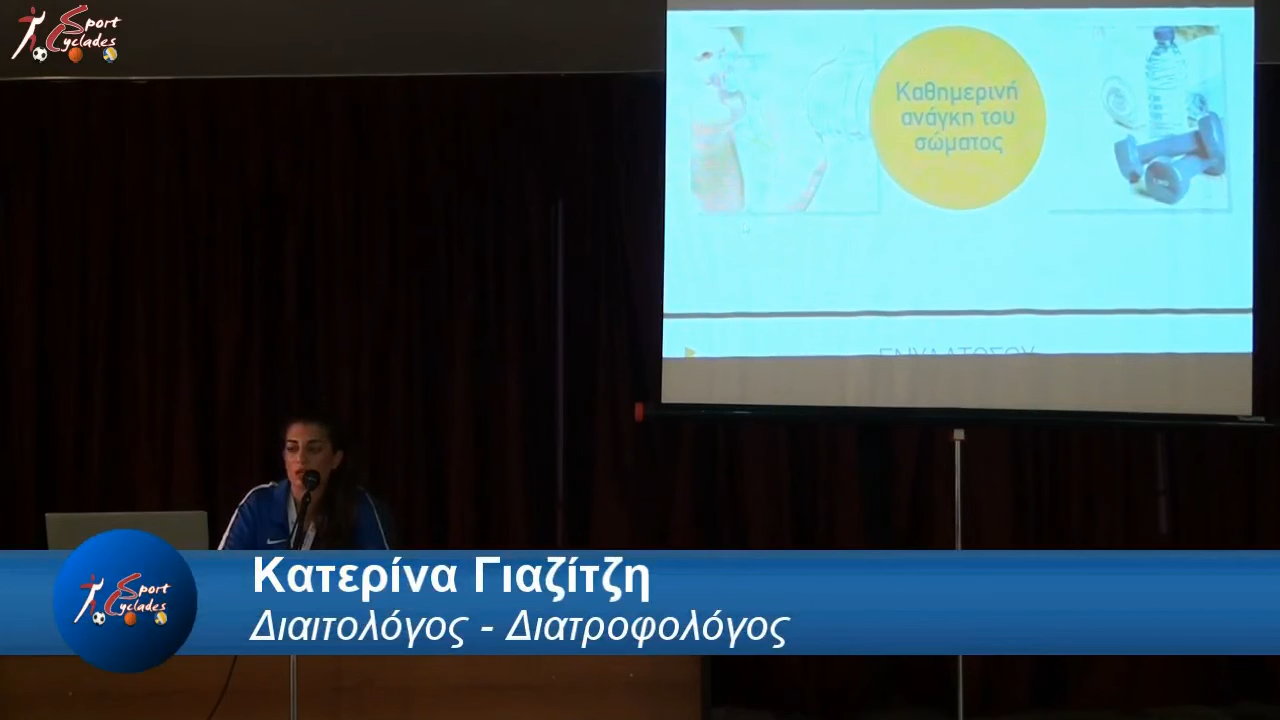 Sport
Cyclades
Καθημερινή
ανάγκη του
σώματος
Κατερίνα Γιαζίτζη
Διαιτολόγος - Διατροφολόγος
Sport
Cyclades